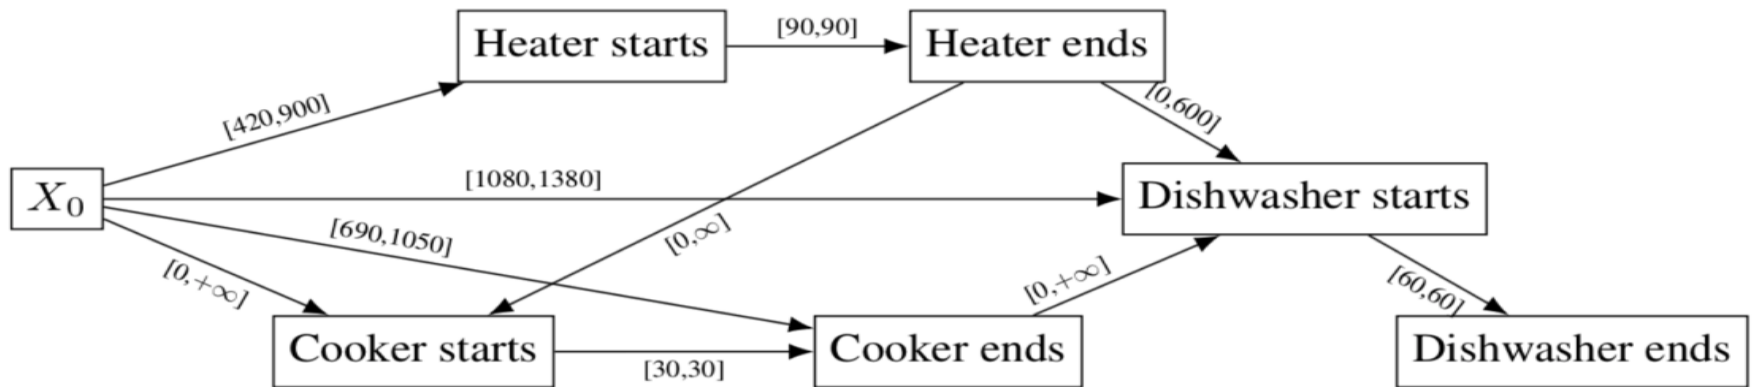 [90,90]
Heater starts
Heater ends
[420,900]
[0,600]
[1080,1380]
X₀
Dishwasher starts
[690,1050]
[0,∞]
[0,+∞]
[0,+∞]
[60,60]
Cooker starts
Cooker ends
Dishwasher ends
[30,30]